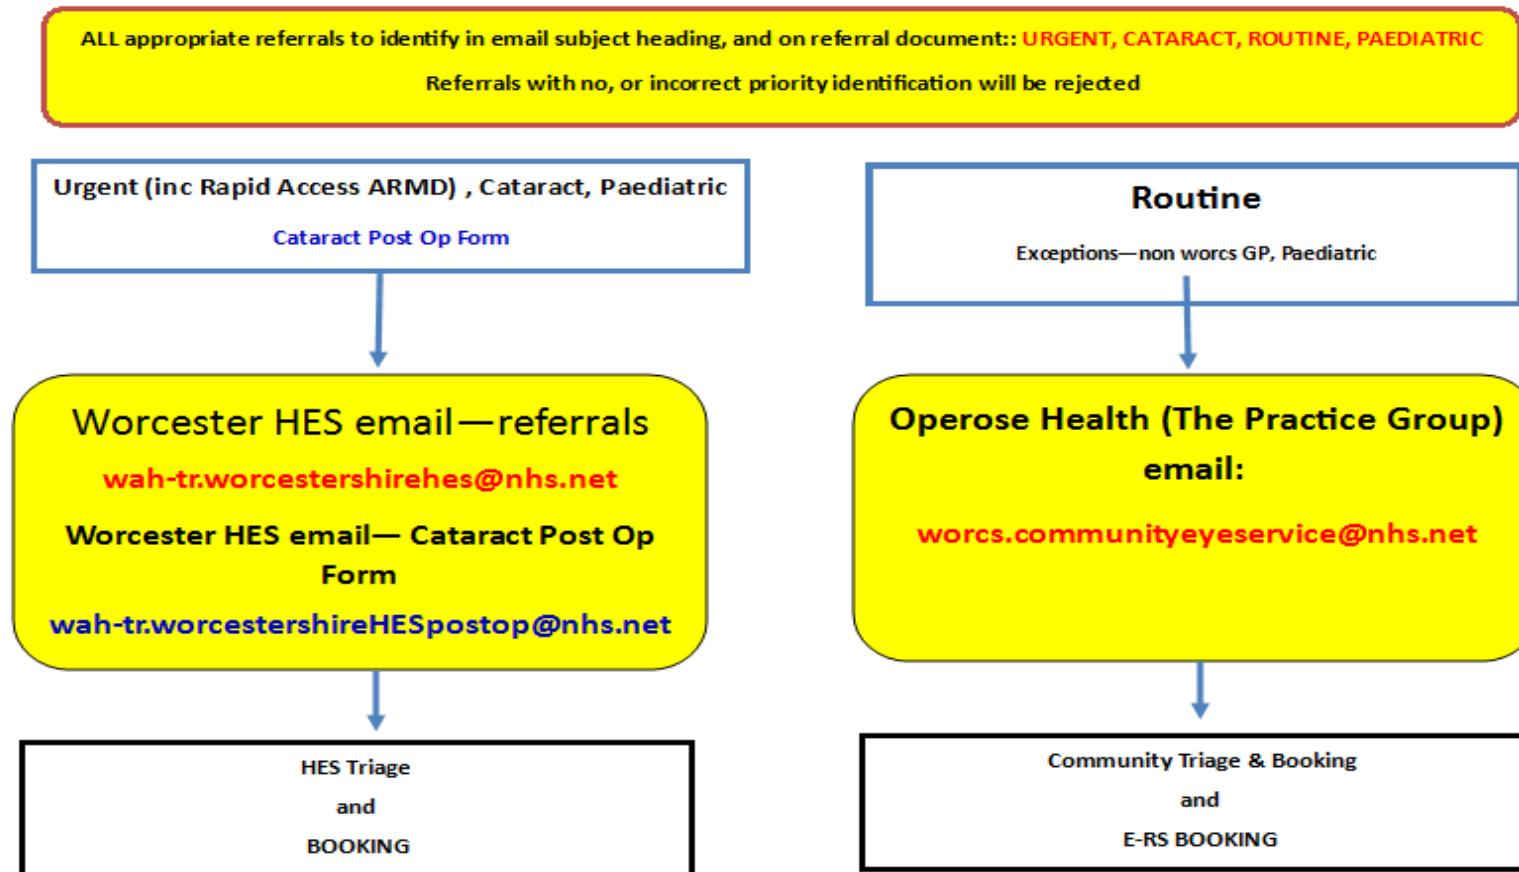 ALL appropriate referrals to identify in email subject heading, and on referral document:: URGENT, CATARACT, ROUTINE, PAEDIATRIC
Referrals with no, or incorrect priority identification will be rejected
Urgent (inc Rapid Access ARMD) , Cataract, Paediatric
Cataract Post Op Form
Routine
Exceptions—non worcs GP, Paediatric
Worcester HES email—referrals
wah-tr.worcestershirehes@nhs.net
Worcester HES email— Cataract Post Op
Form
wah-tr.worcestershireHESpostop@nhs.net
Operose Health (The Practice Group)
email:
worcs.communityeyeservice@nhs.net
HES Triage
and
BOOKING
Community Triage & Booking
and
E-RS BOOKING